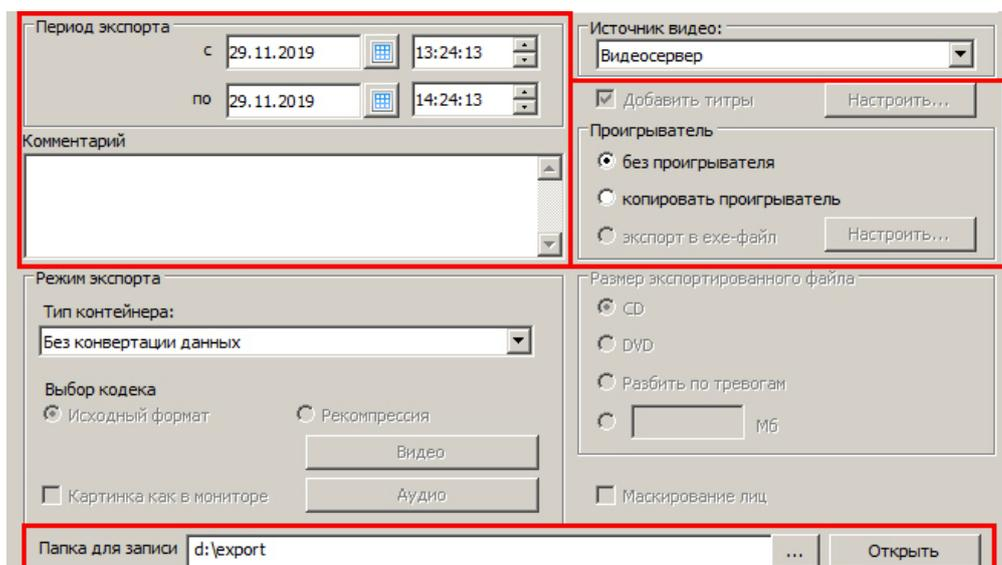 Период экспорта
с 29.11.2019 13:24:13
по 29.11.2019 14:24:13
Комментарий
Источник видео:
Видеосервер
Добавить титры Настроить...
Проигрыватель
без проигрывателя
копировать проигрыватель
экспорт в exe-файл Настроить...
Режим экспорта
Тип контейнера:
Без конвертации данных
Выбор кодека
Исходный формат Рекомпрессия
Видео
Картинка как в мониторе Аудио
Размер экспортированного файла
CD
DVD
Разбить по тревогам
Мб
Маскирование лиц
Папка для записи d:\export ... Открыть